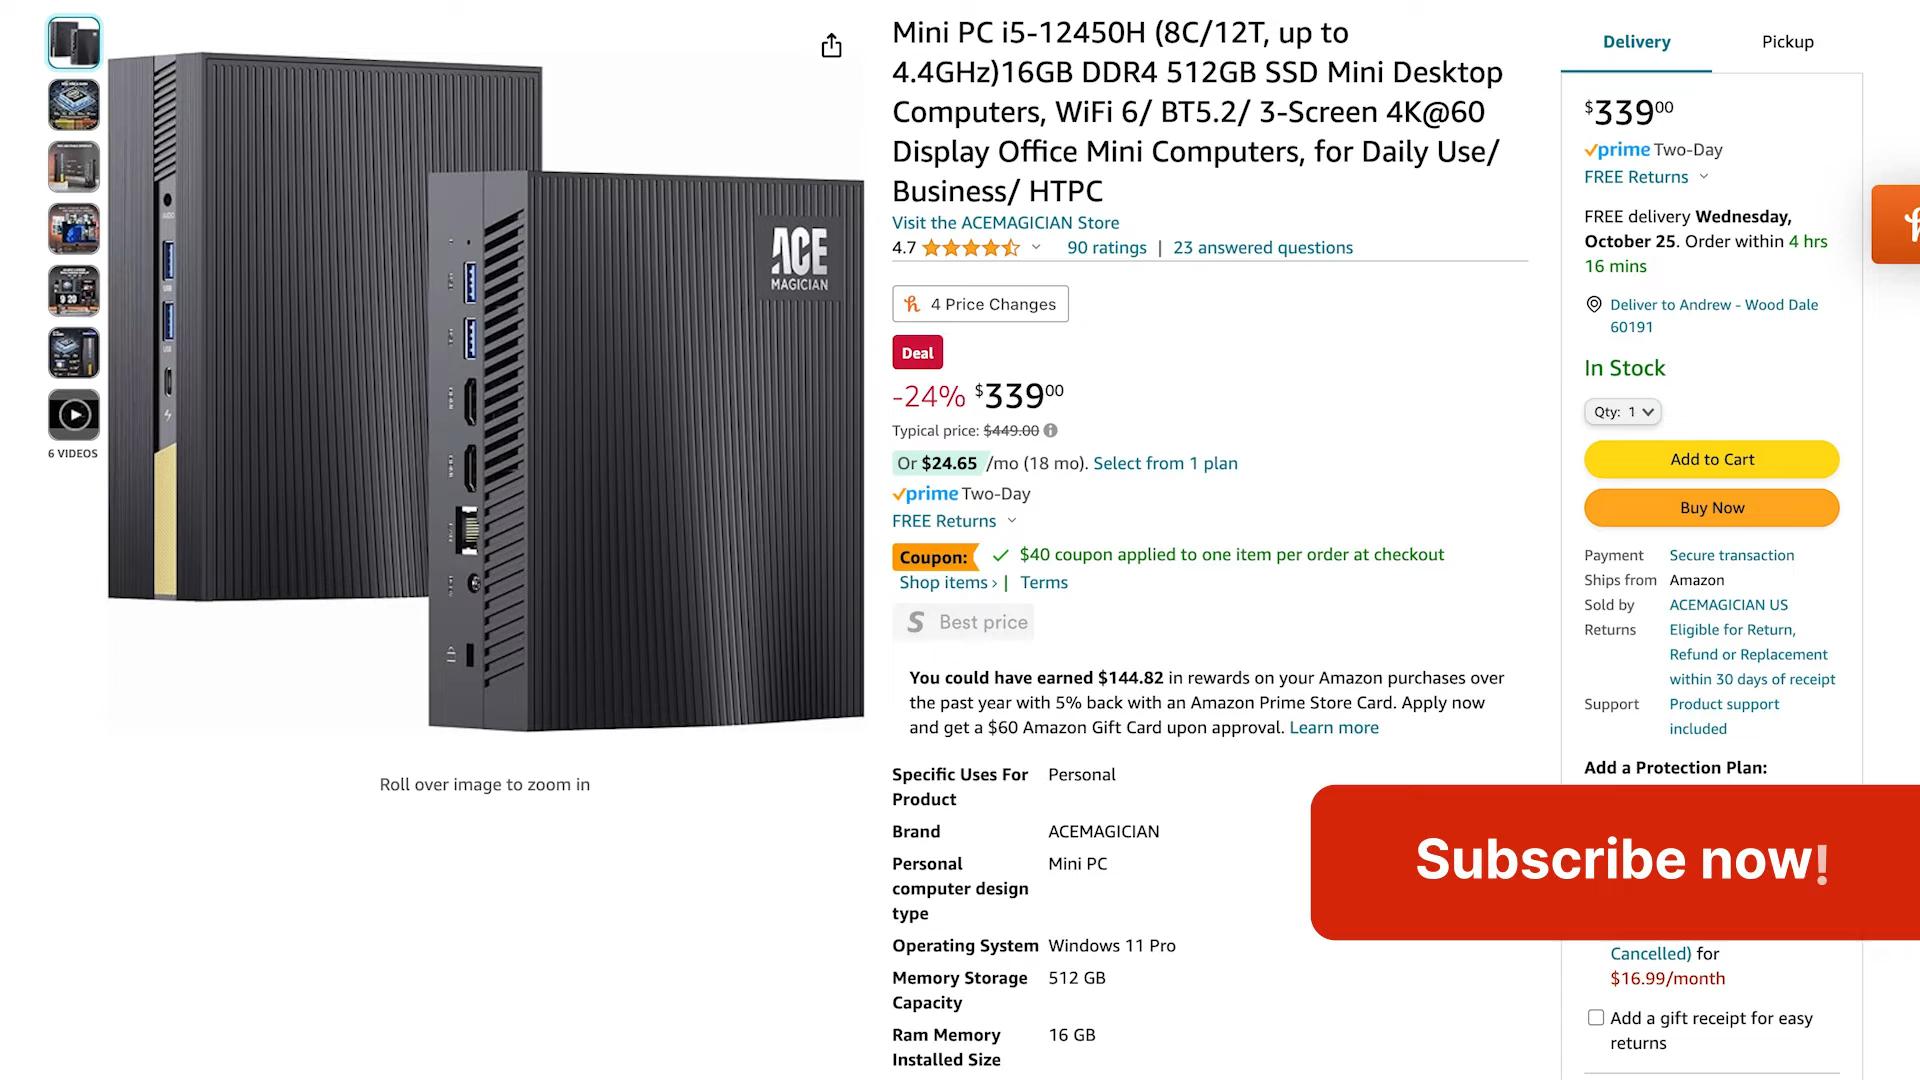 6 VIDEOS
ACE
MAGICIAN
AUDIO
USB
USB
Roll over image to zoom in
Mini PC i5-12450H (8C/12T, up to
4.4GHz)16GB DDR4 512GB SSD Mini Desktop
Computers, WiFi 6/ BT5.2/ 3-Screen 4K@60
Display Office Mini Computers, for Daily Use/
Business/ HTPC
Visit the ACEMAGICIAN Store
4.7 90 ratings | 23 answered questions
4 Price Changes
Deal
-24% $33900
Typical price: $449.00
Or $24.65 /mo (18 mo). Select from 1 plan
prime Two-Day
FREE Returns
Coupon: $40 coupon applied to one item per order at checkout
Shop items › | Terms
S Best price
You could have earned $144.82 in rewards on your Amazon purchases over
the past year with 5% back with an Amazon Prime Store Card. Apply now
and get a $60 Amazon Gift Card upon approval. Learn more
Specific Uses For Product Personal
Brand ACEMAGICIAN
Personal computer design type Mini PC
Operating System Windows 11 Pro
Memory Storage Capacity 512 GB
Ram Memory Installed Size 16 GB
Delivery Pickup
$33900
prime Two-Day
FREE Returns
FREE delivery Wednesday,
October 25. Order within 4 hrs
16 mins
Deliver to Andrew - Wood Dale
60191
In Stock
Qty: 1
Add to Cart
Buy Now
Payment Secure transaction
Ships from Amazon
Sold by ACEMAGICIAN US
Returns Eligible for Return,
Refund or Replacement
within 30 days of receipt
Support Product support
included
Add a Protection Plan:
Subscribe now!
Cancelled) for
$16.99/month
Add a gift receipt for easy
returns